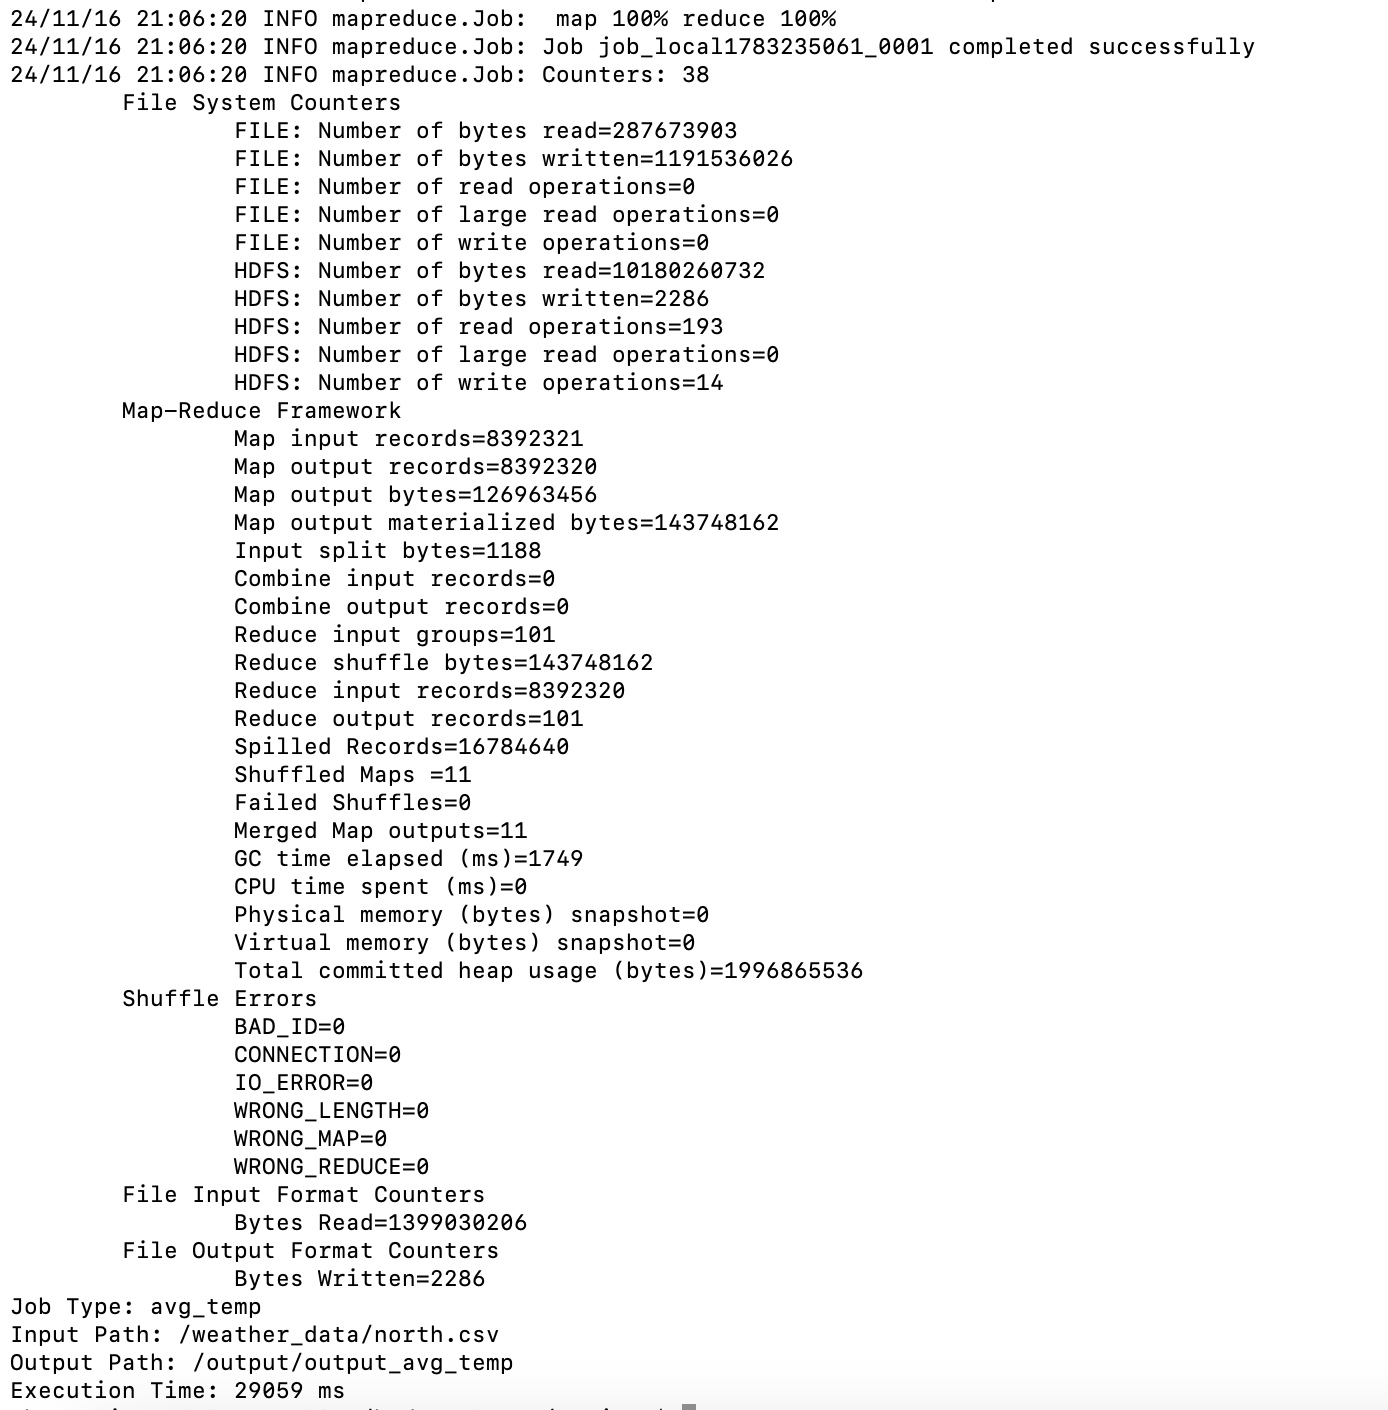 24/11/16 21:06:20 INFO mapreduce.Job:  map 100% reduce 100%
24/11/16 21:06:20 INFO mapreduce.Job: Job job_local1783235061_0001 completed successfully
24/11/16 21:06:20 INFO mapreduce.Job: Counters: 38
File System Counters
FILE: Number of bytes read=287673903
FILE: Number of bytes written=1191536026
FILE: Number of read operations=0
FILE: Number of large read operations=0
FILE: Number of write operations=0
HDFS: Number of bytes read=10180260732
HDFS: Number of bytes written=2286
HDFS: Number of read operations=193
HDFS: Number of large read operations=0
HDFS: Number of write operations=14
Map-Reduce Framework
Map input records=8392321
Map output records=8392320
Map output bytes=126963456
Map output materialized bytes=143748162
Input split bytes=1188
Combine input records=0
Combine output records=0
Reduce input groups=101
Reduce shuffle bytes=143748162
Reduce input records=8392320
Reduce output records=101
Spilled Records=16784640
Shuffled Maps =11
Failed Shuffles=0
Merged Map outputs=11
GC time elapsed (ms)=1749
CPU time spent (ms)=0
Physical memory (bytes) snapshot=0
Virtual memory (bytes) snapshot=0
Total committed heap usage (bytes)=1996865536
Shuffle Errors
BAD_ID=0
CONNECTION=0
IO_ERROR=0
WRONG_LENGTH=0
WRONG_MAP=0
WRONG_REDUCE=0
File Input Format Counters
Bytes Read=1399030206
File Output Format Counters
Bytes Written=2286
Job Type: avg_temp
Input Path: /weather_data/north.csv
Output Path: /output/output_avg_temp
Execution Time: 29059 ms